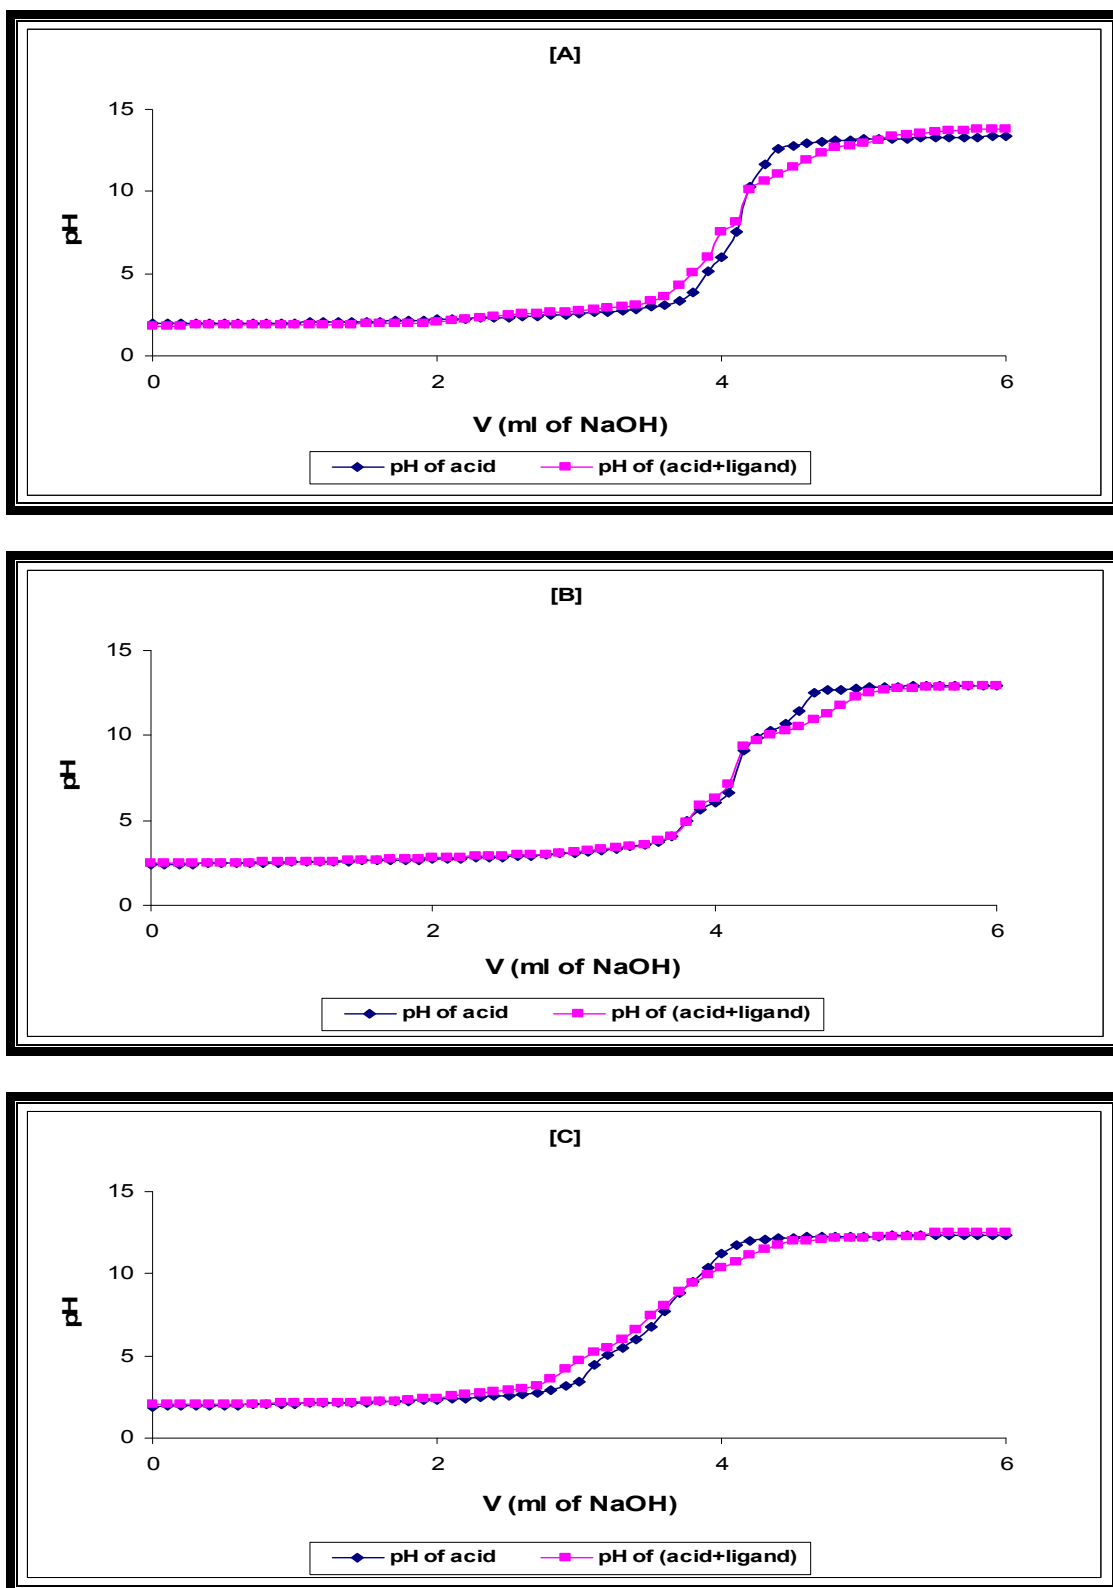 [A]
15
10
5
0
pH
0 2 4 6
V (ml of NaOH)
pH of acid pH of (acid+ligand)
[B]
15
10
5
0
pH
0 2 4 6
V (ml of NaOH)
pH of acid pH of (acid+ligand)
[C]
15
10
5
0
pH
0 2 4 6
V (ml of NaOH)
pH of acid pH of (acid+ligand)